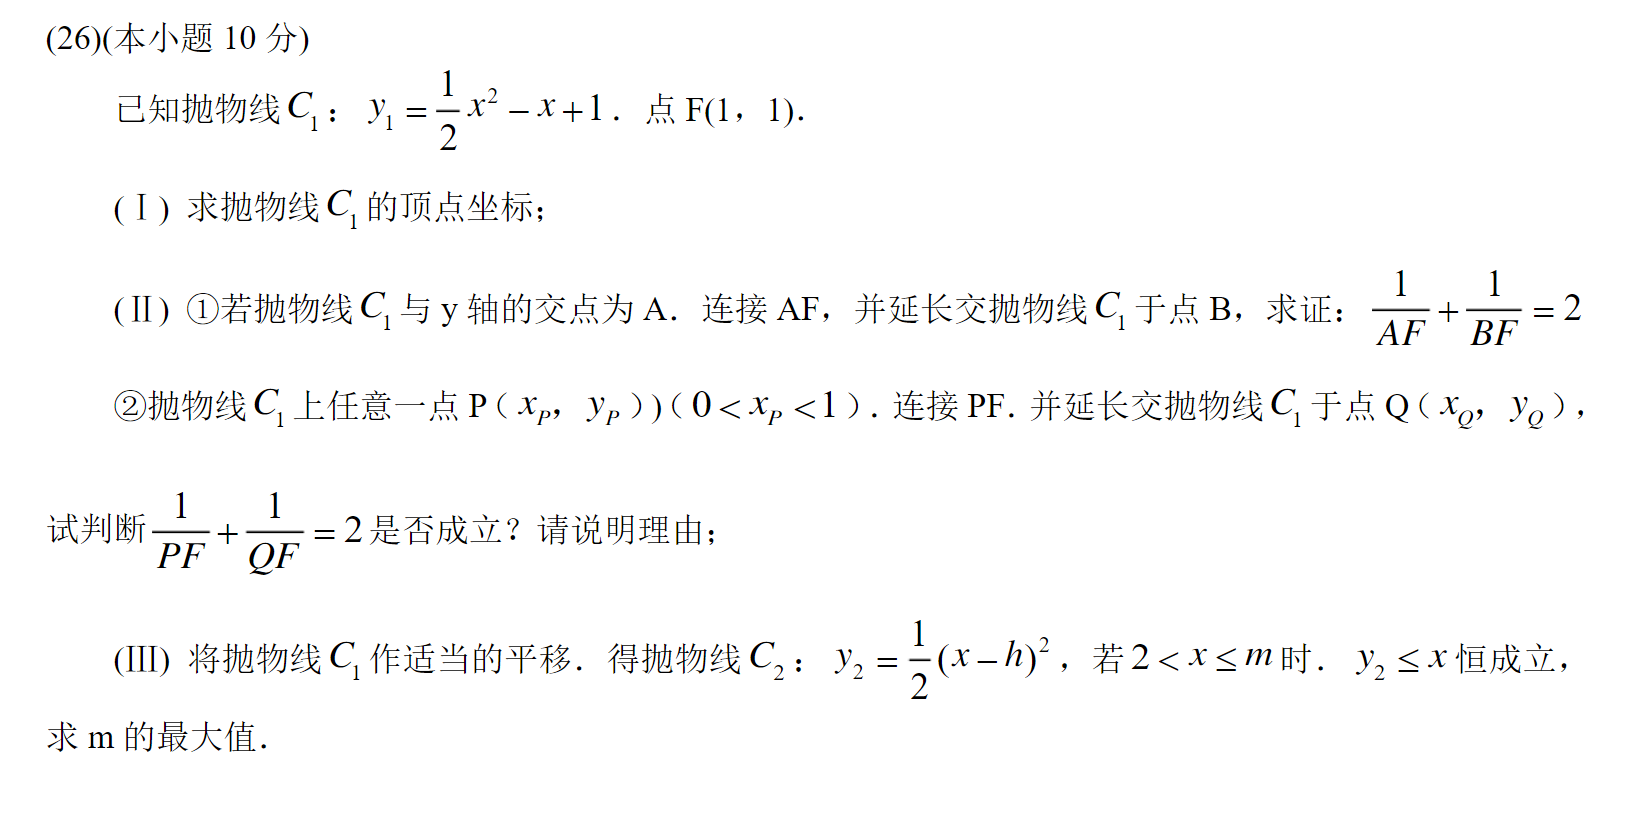 (26)(本小题 10 分)
已知抛物线 C₁： y₁ = 1/2 x² − x + 1． 点 F(1，1)．
(Ⅰ) 求抛物线 C₁ 的顶点坐标；
(Ⅱ) ①若抛物线 C₁ 与 y 轴的交点为 A．连接 AF，并延长交抛物线 C₁ 于点 B，求证： 1/AF + 1/BF = 2
②抛物线 C₁ 上任意一点 P（ x_P， y_P ））( 0 < x_P < 1 ）．连接 PF．并延长交抛物线 C₁ 于点 Q（ x_Q， y_Q ），
试判断 1/PF + 1/QF = 2 是否成立？请说明理由；
(III) 将抛物线 C₁ 作适当的平移．得抛物线 C₂： y₂ = 1/2 (x − h)²，若 2 < x ≤ m 时． y₂ ≤ x 恒成立，
求 m 的最大值．